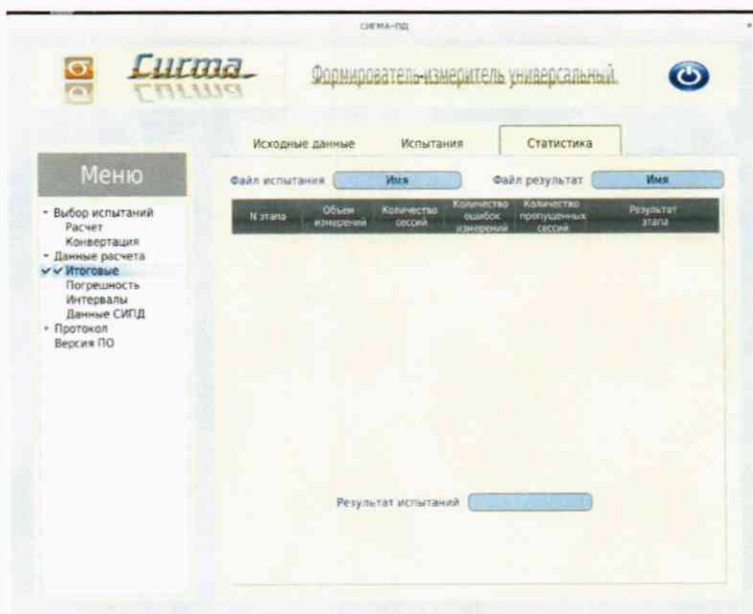 СИГМА-ПД
σ Сигма
Формирователь-измеритель универсальный.
Исходные данные Испытания Статистика
Меню
Файл испытания Имя Файл результат Имя
Выбор испытаний
Расчет
Конвертация
Данные расчета
Итоговые
Погрешность
Интервалы
Данные СИПД
Протокол
Версия ПО
N этапа Объем измерений Количество сессий Количество ошибок измерений Количество пропущенных сессий Результат этапа
Результат испытаний